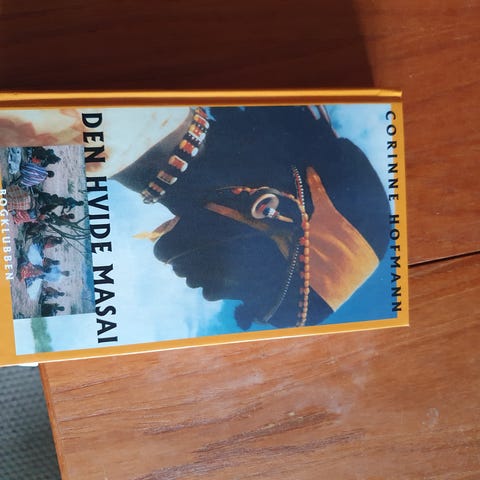 CORINNE HOFMANN
DEN HVIDE MASAI
BOGKLUBBEN